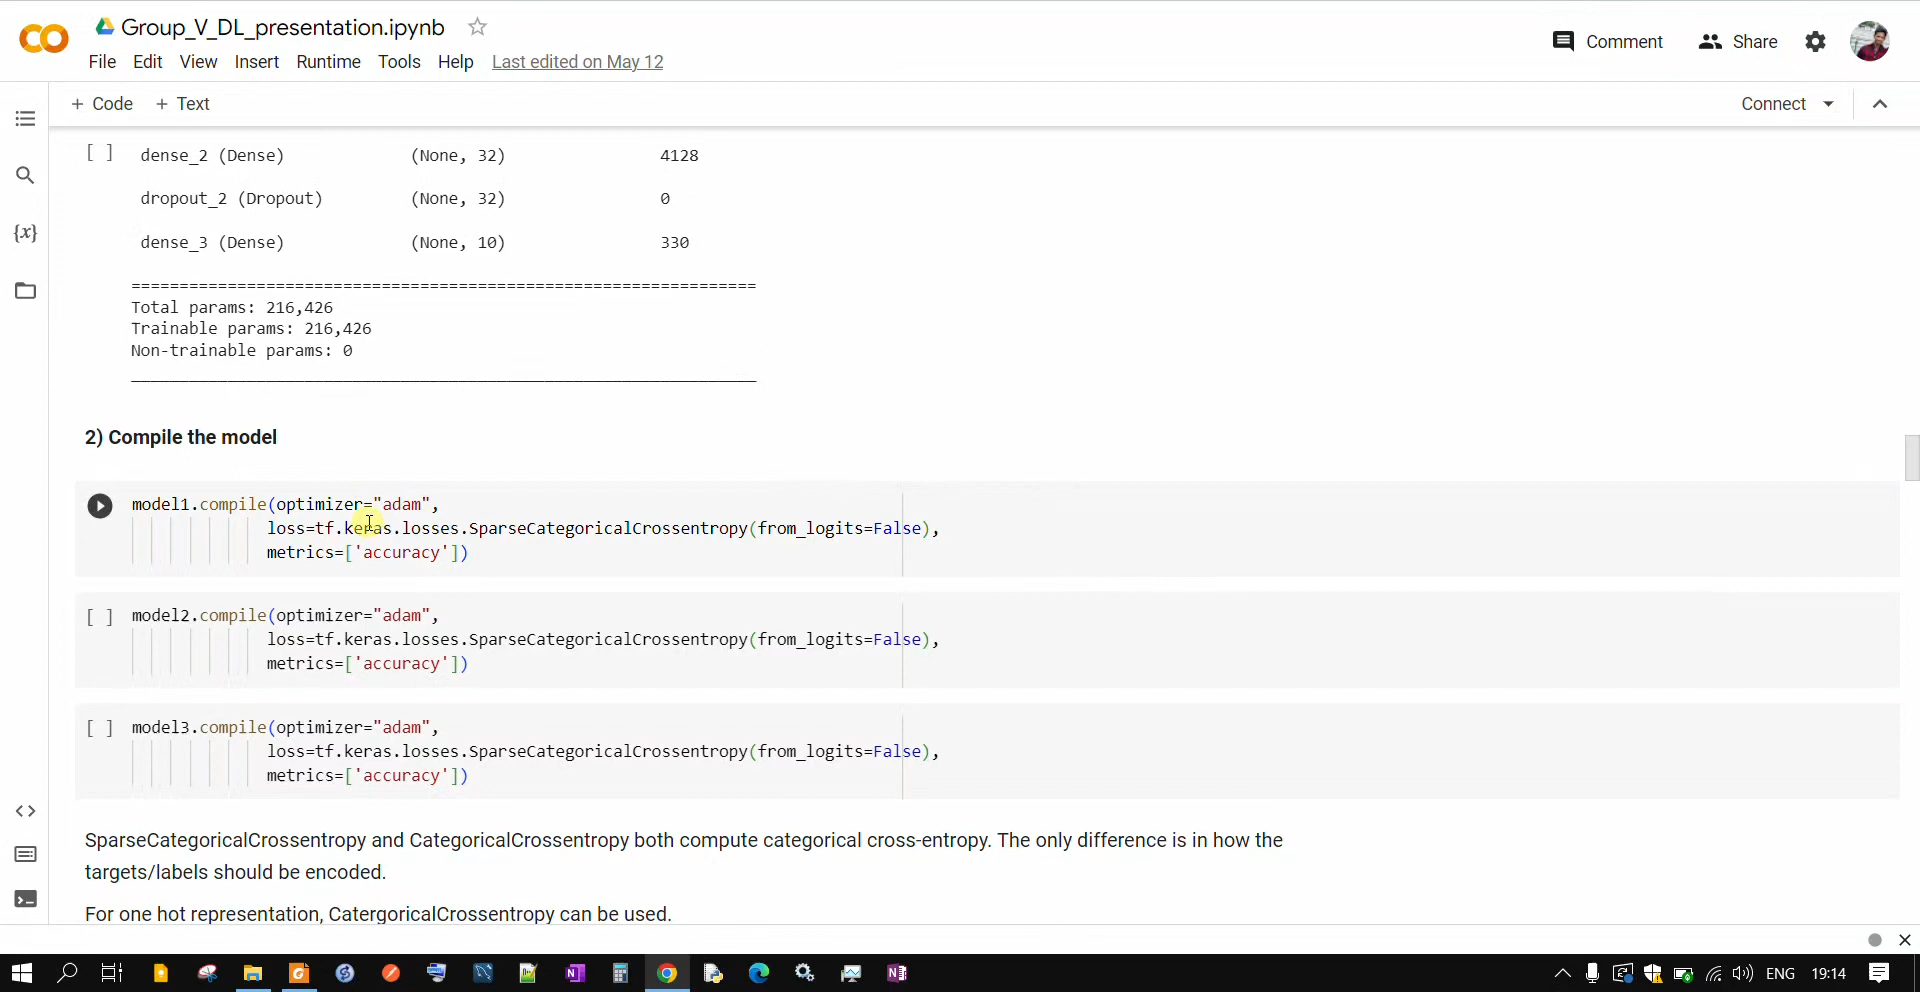 Group_V_DL_presentation.ipynb
Comment
Share
File Edit View Insert Runtime Tools Help Last edited on May 12
+ Code + Text
Connect
[ ] dense_2 (Dense) (None, 32) 4128
dropout_2 (Dropout) (None, 32) 0
dense_3 (Dense) (None, 10) 330
=================================================================
Total params: 216,426
Trainable params: 216,426
Non-trainable params: 0
_________________________________________________________________
2) Compile the model
model1.compile(optimizer="adam",
loss=tf.keras.losses.SparseCategoricalCrossentropy(from_logits=False),
metrics=['accuracy'])
[ ] model2.compile(optimizer="adam",
loss=tf.keras.losses.SparseCategoricalCrossentropy(from_logits=False),
metrics=['accuracy'])
[ ] model3.compile(optimizer="adam",
loss=tf.keras.losses.SparseCategoricalCrossentropy(from_logits=False),
metrics=['accuracy'])
SparseCategoricalCrossentropy and CategoricalCrossentropy both compute categorical cross-entropy. The only difference is in how the
targets/labels should be encoded.
For one hot representation, CatergoricalCrossentropy can be used.
ENG 19:14